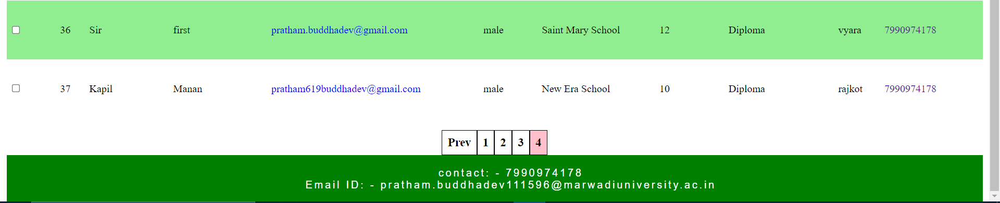 36 Sir first pratham.buddhadev@gmail.com male Saint Mary School 12 Diploma vyara 7990974178
37 Kapil Manan pratham619buddhadev@gmail.com male New Era School 10 Diploma rajkot 7990974178
Prev 1 2 3 4
contact: - 7990974178
Email ID: - pratham.buddhadev111596@marwadiuniversity.ac.in